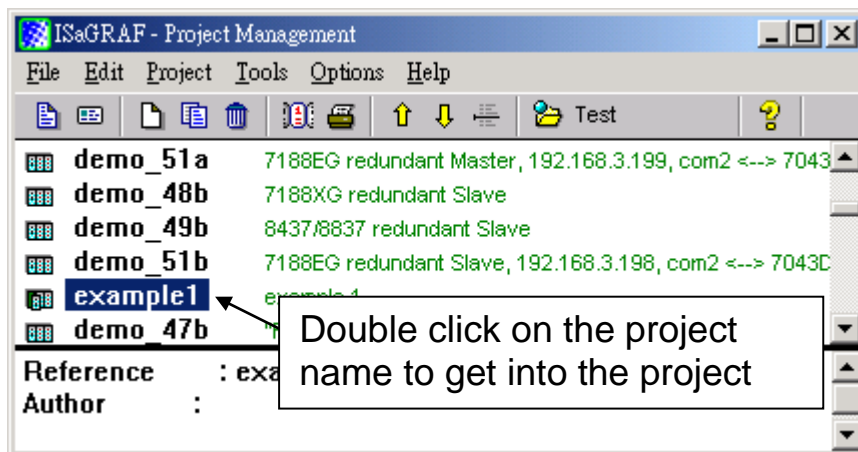 ISaGRAF - Project Management
File Edit Project Tools Options Help
Test
demo_51a 7188EG redundant Master, 192.168.3.199, com2 <--> 7043
demo_48b 7188XG redundant Slave
demo_49b 8437/8837 redundant Slave
demo_51b 7188EG redundant Slave, 192.168.3.198, com2 <--> 7043D
example1
demo_47b
Double click on the project
name to get into the project
Reference : exa
Author :